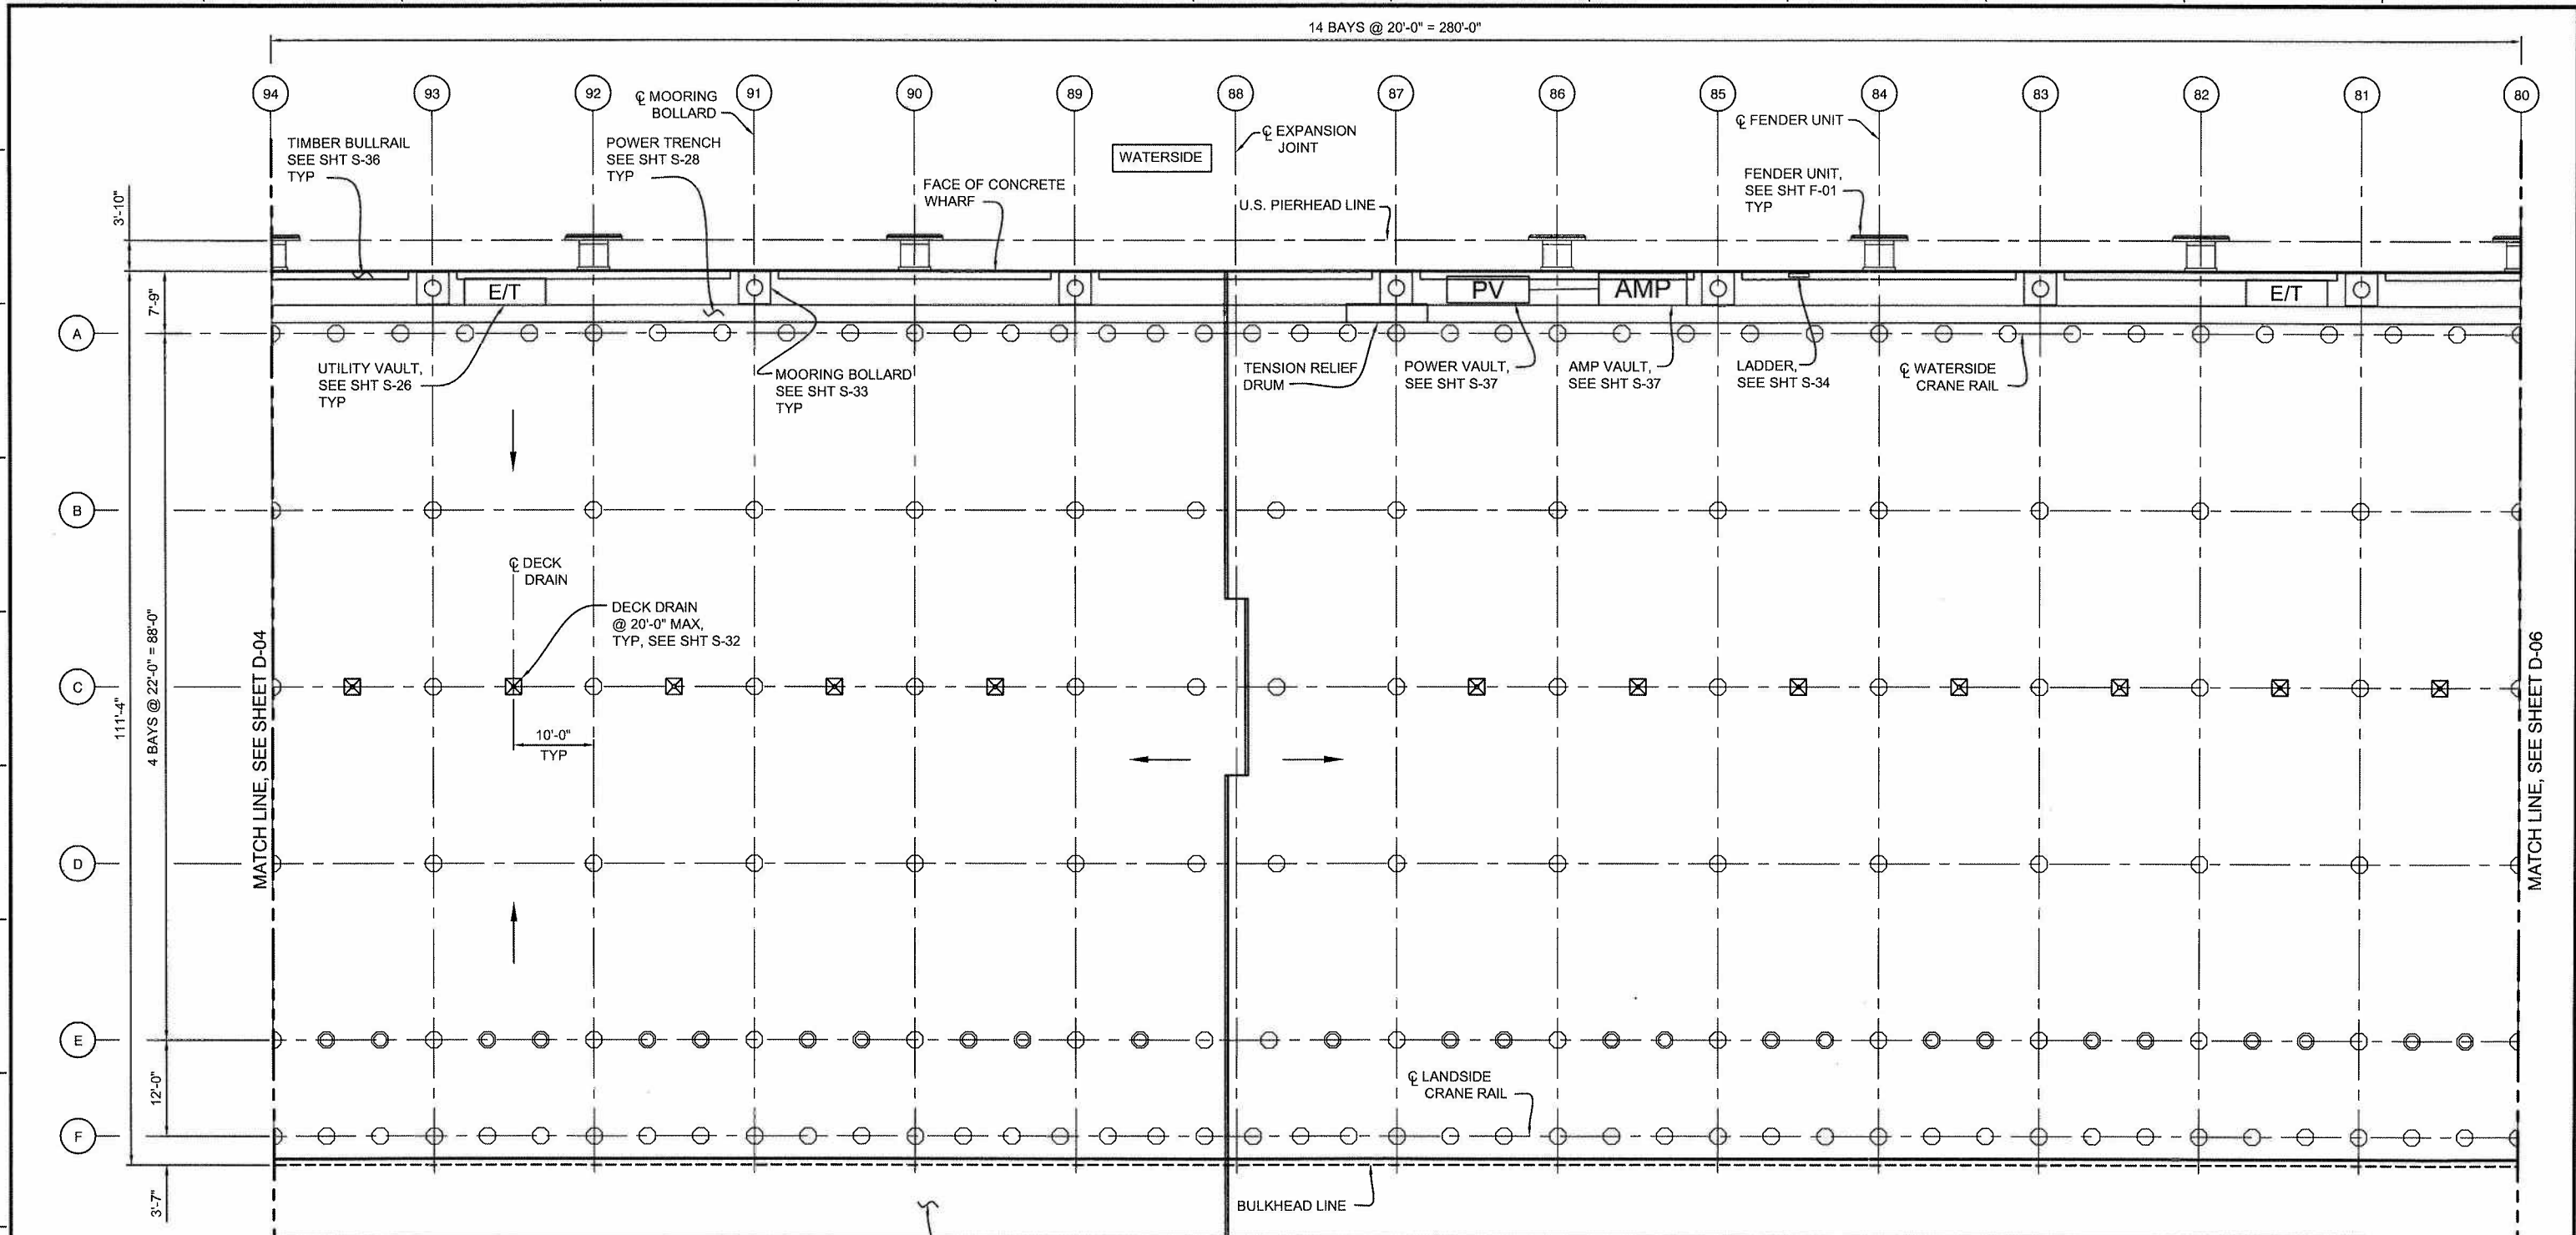 14 BAYS @ 20'-0" = 280'-0"
94
93
92
91
90
89
88
87
86
85
84
83
82
81
80
℄ MOORING
BOLLARD
TIMBER BULLRAIL
SEE SHT S-36
TYP
POWER TRENCH
SEE SHT S-28
TYP
FACE OF CONCRETE
WHARF
WATERSIDE
℄ EXPANSION
JOINT
U.S. PIERHEAD LINE
℄ FENDER UNIT
FENDER UNIT,
SEE SHT F-01
TYP
3'-10"
7'-9"
E/T
PV
AMP
E/T
A
UTILITY VAULT,
SEE SHT S-26
TYP
MOORING BOLLARD
SEE SHT S-33
TYP
TENSION RELIEF
DRUM
POWER VAULT,
SEE SHT S-37
AMP VAULT,
SEE SHT S-37
LADDER,
SEE SHT S-34
℄ WATERSIDE
CRANE RAIL
B
℄ DECK
DRAIN
DECK DRAIN
@ 20'-0" MAX,
TYP, SEE SHT S-32
C
10'-0"
TYP
111'-4"
4 BAYS @ 22'-0" = 88'-0"
MATCH LINE, SEE SHEET D-04
MATCH LINE, SEE SHEET D-06
D
E
12'-0"
℄ LANDSIDE
CRANE RAIL
F
3'-7"
BULKHEAD LINE